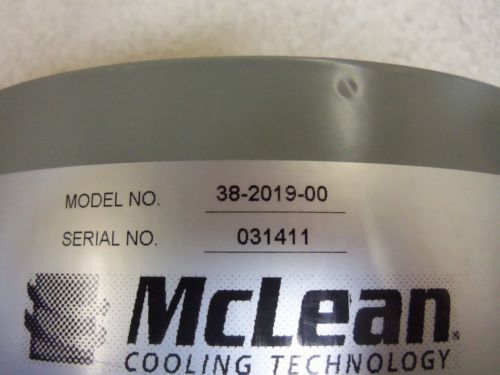 MODEL NO. 38-2019-00
SERIAL NO. 031411
McLean®
COOLING TECHNOLOGY